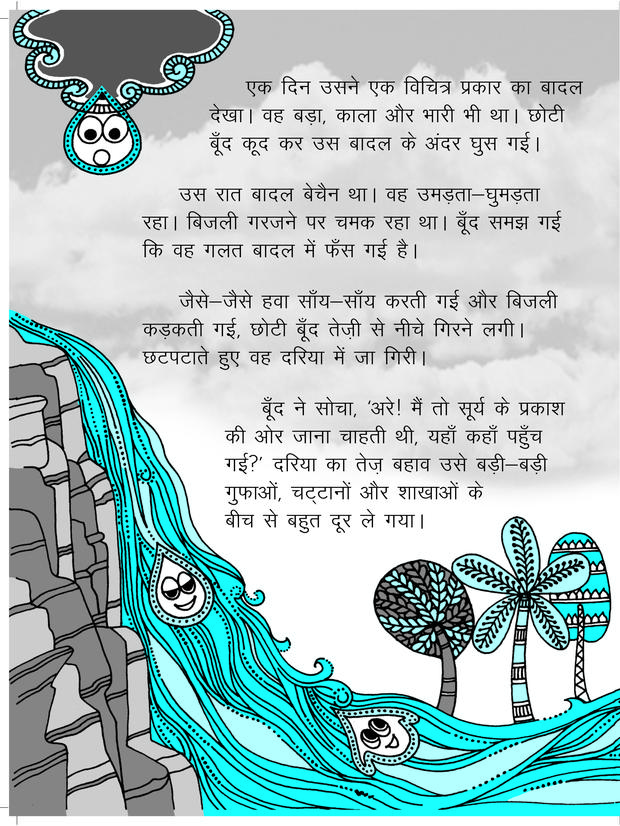 एक दिन उसने एक विचित्र प्रकार का बादल
देखा। वह बड़ा, काला और भारी भी था। छोटी
बूँद कूद कर उस बादल के अंदर घुस गई।
उस रात बादल बेचैन था। वह उमड़ता–घुमड़ता
रहा। बिजली गरजने पर चमक रहा था। बूँद समझ गई
कि वह गलत बादल में फँस गई है।
जैसे–जैसे हवा साँय–साँय करती गई और बिजली
कड़कती गई, छोटी बूँद तेज़ी से नीचे गिरने लगी।
छटपटाते हुए वह दरिया में जा गिरी।
बूँद ने सोचा, ‘अरे! मैं तो सूर्य के प्रकाश
की ओर जाना चाहती थी, यहाँ कहाँ पहुँच
गई?’ दरिया का तेज़ बहाव उसे बड़ी–बड़ी
गुफाओं, चट्टानों और शाखाओं के
बीच से बहुत दूर ले गया।